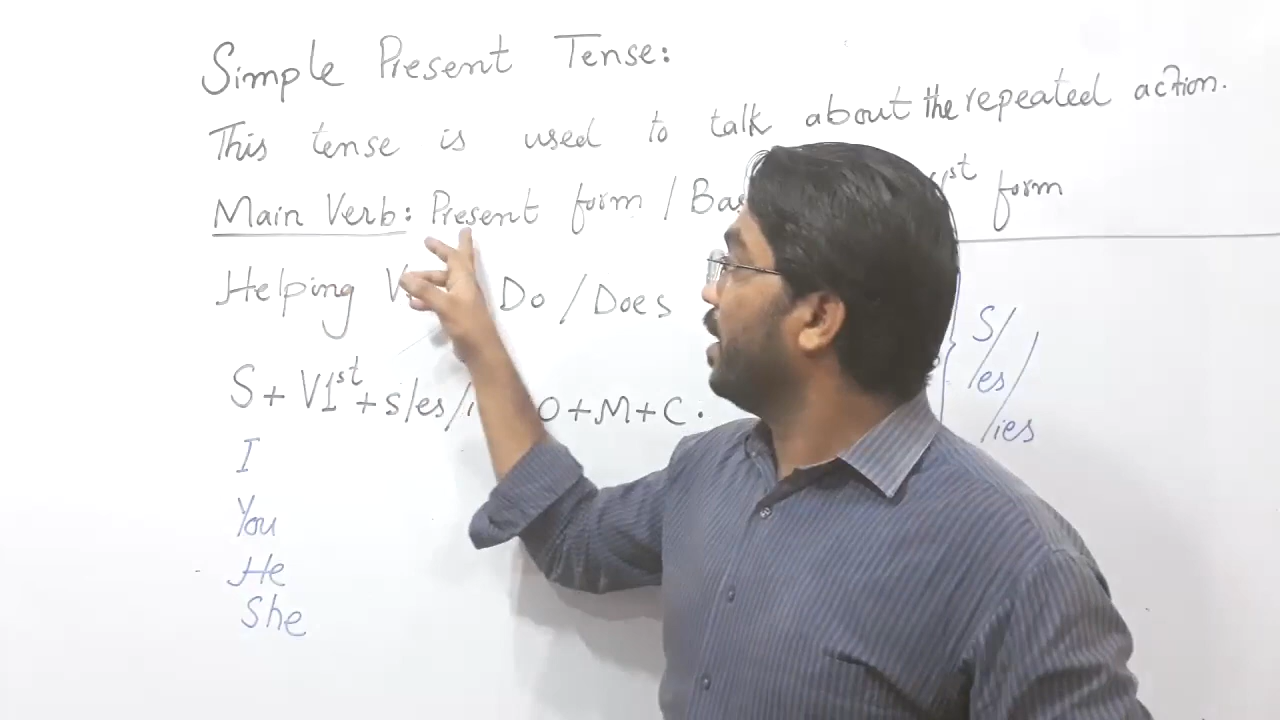 Simple Present Tense:
This tense is used to talk about the repeated action.
Main Verb: Present form / 1st form
Helping Do / Does
S + V1st + s/es/ O + M + C.
I
You
He
She
S/
/es/
/ies